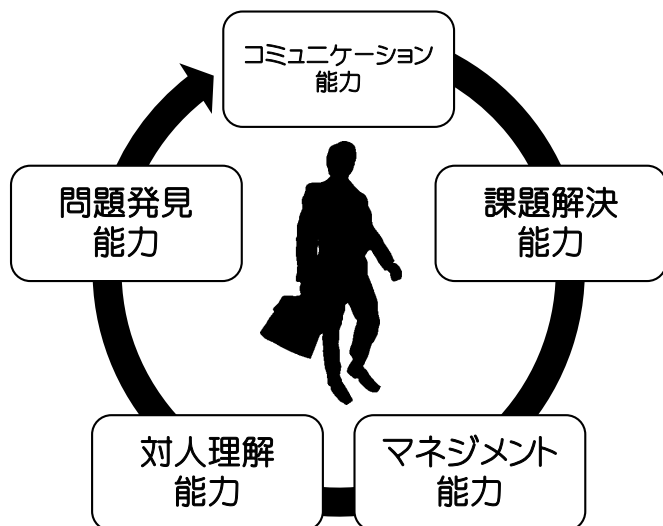 コミュニケーション
能力
課題解決
能力
マネジメント
能力
対人理解
能力
問題発見
能力